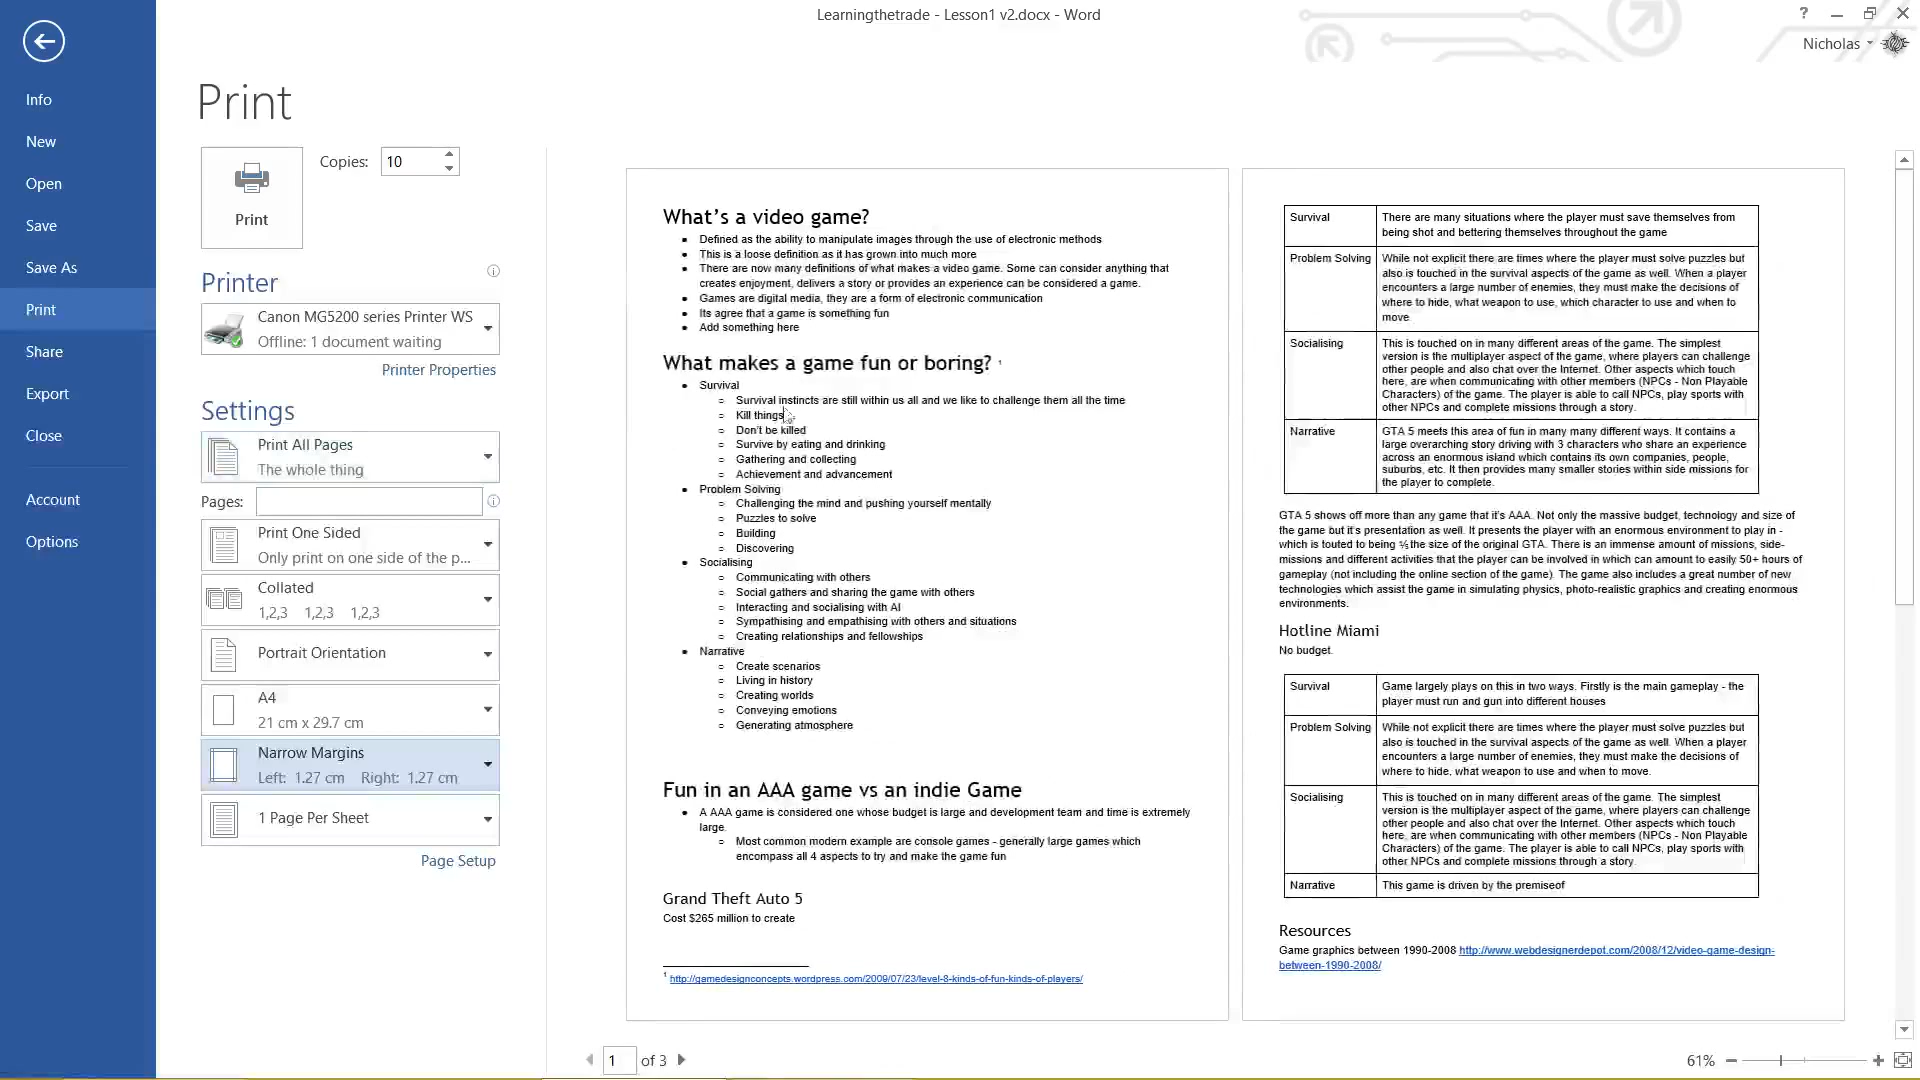 Learningthetrade - Lesson1 v2.docx - Word
?
Nicholas
Info
New
Open
Save
Save As
Print
Share
Export
Close
Account
Options
Print
Print
Copies: 10
Printer
Canon MG5200 series Printer WS
Offline: 1 document waiting
Printer Properties
Settings
Print All Pages
The whole thing
Pages:
Print One Sided
Only print on one side of the p...
Collated
1,2,3 1,2,3 1,2,3
Portrait Orientation
A4
21 cm x 29.7 cm
Narrow Margins
Left: 1.27 cm Right: 1.27 cm
1 Page Per Sheet
Page Setup
What's a video game?
Defined as the ability to manipulate images through the use of electronic methods
This is a loose definition as it has grown into much more
There are now many definitions of what makes a video game. Some can consider anything that
creates enjoyment, delivers a story or provides an experience can be considered a game.
Games are digital media, they are a form of electronic communication
Its agree that a game is something fun
Add something here
What makes a game fun or boring? 1
Survival
Survival instincts are still within us all and we like to challenge them all the time
Kill things
Don't be killed
Survive by eating and drinking
Gathering and collecting
Achievement and advancement
Problem Solving
Challenging the mind and pushing yourself mentally
Puzzles to solve
Building
Discovering
Socialising
Communicating with others
Social gathers and sharing the game with others
Interacting and socialising with AI
Sympathising and empathising with others and situations
Creating relationships and fellowships
Narrative
Create scenarios
Living in history
Creating worlds
Conveying emotions
Generating atmosphere
Fun in an AAA game vs an indie Game
A AAA game is considered one whose budget is large and development team and time is extremely
large.
Most common modern example are console games - generally large games which
encompass all 4 aspects to try and make the game fun
Grand Theft Auto 5
Cost $265 million to create
1 http://gamedesignconcepts.wordpress.com/2009/07/23/level-8-kinds-of-fun-kinds-of-players/
Survival
There are many situations where the player must save themselves from
being shot and bettering themselves throughout the game
Problem Solving
While not explicit there are times where the player must solve puzzles but
also is touched in the survival aspects of the game as well. When a player
encounters a large number of enemies, they must make the decisions of
where to hide, what weapon to use, which character to use and when to
move.
Socialising
This is touched on in many different areas of the game. The simplest
version is the multiplayer aspect of the game, where players can challenge
other people and also chat over the Internet. Other aspects which touch
here, are when communicating with other members (NPCs - Non Playable
Characters) of the game. The player is able to call NPCs, play sports with
other NPCs and complete missions through a story.
Narrative
GTA 5 meets this area of fun in many many different ways. It contains a
large overarching story driving with 3 characters who share an experience
across an enormous island which contains its own companies, people,
suburbs, etc. It then provides many smaller stories within side missions for
the player to complete.
GTA 5 shows off more than any game that it's AAA. Not only the massive budget, technology and size of
the game but it's presentation as well. It presents the player with an enormous environment to play in -
which is touted to being the size of the original GTA. There is an immense amount of missions, side-
missions and different activities that the player can be involved in which can amount to easily 50+ hours of
gameplay (not including the online section of the game). The game also includes a great number of new
technologies which assist the game in simulating physics, photo-realistic graphics and creating enormous
environments.
Hotline Miami
No budget.
Survival
Game largely plays on this in two ways. Firstly is the main gameplay - the
player must run and gun into different houses
Problem Solving
While not explicit there are times where the player must solve puzzles but
also is touched in the survival aspects of the game as well. When a player
encounters a large number of enemies, they must make the decisions of
where to hide, what weapon to use and when to move.
Socialising
This is touched on in many different areas of the game. The simplest
version is the multiplayer aspect of the game, where players can challenge
other people and also chat over the Internet. Other aspects which touch
here, are when communicating with other members (NPCs - Non Playable
Characters) of the game. The player is able to call NPCs, play sports with
other NPCs and complete missions through a story.
Narrative
This game is driven by the premiseof
Resources
Game graphics between 1990-2008 http://www.webdesignerdepot.com/2008/12/video-game-design-
between-1990-2008/
1 of 3
61%